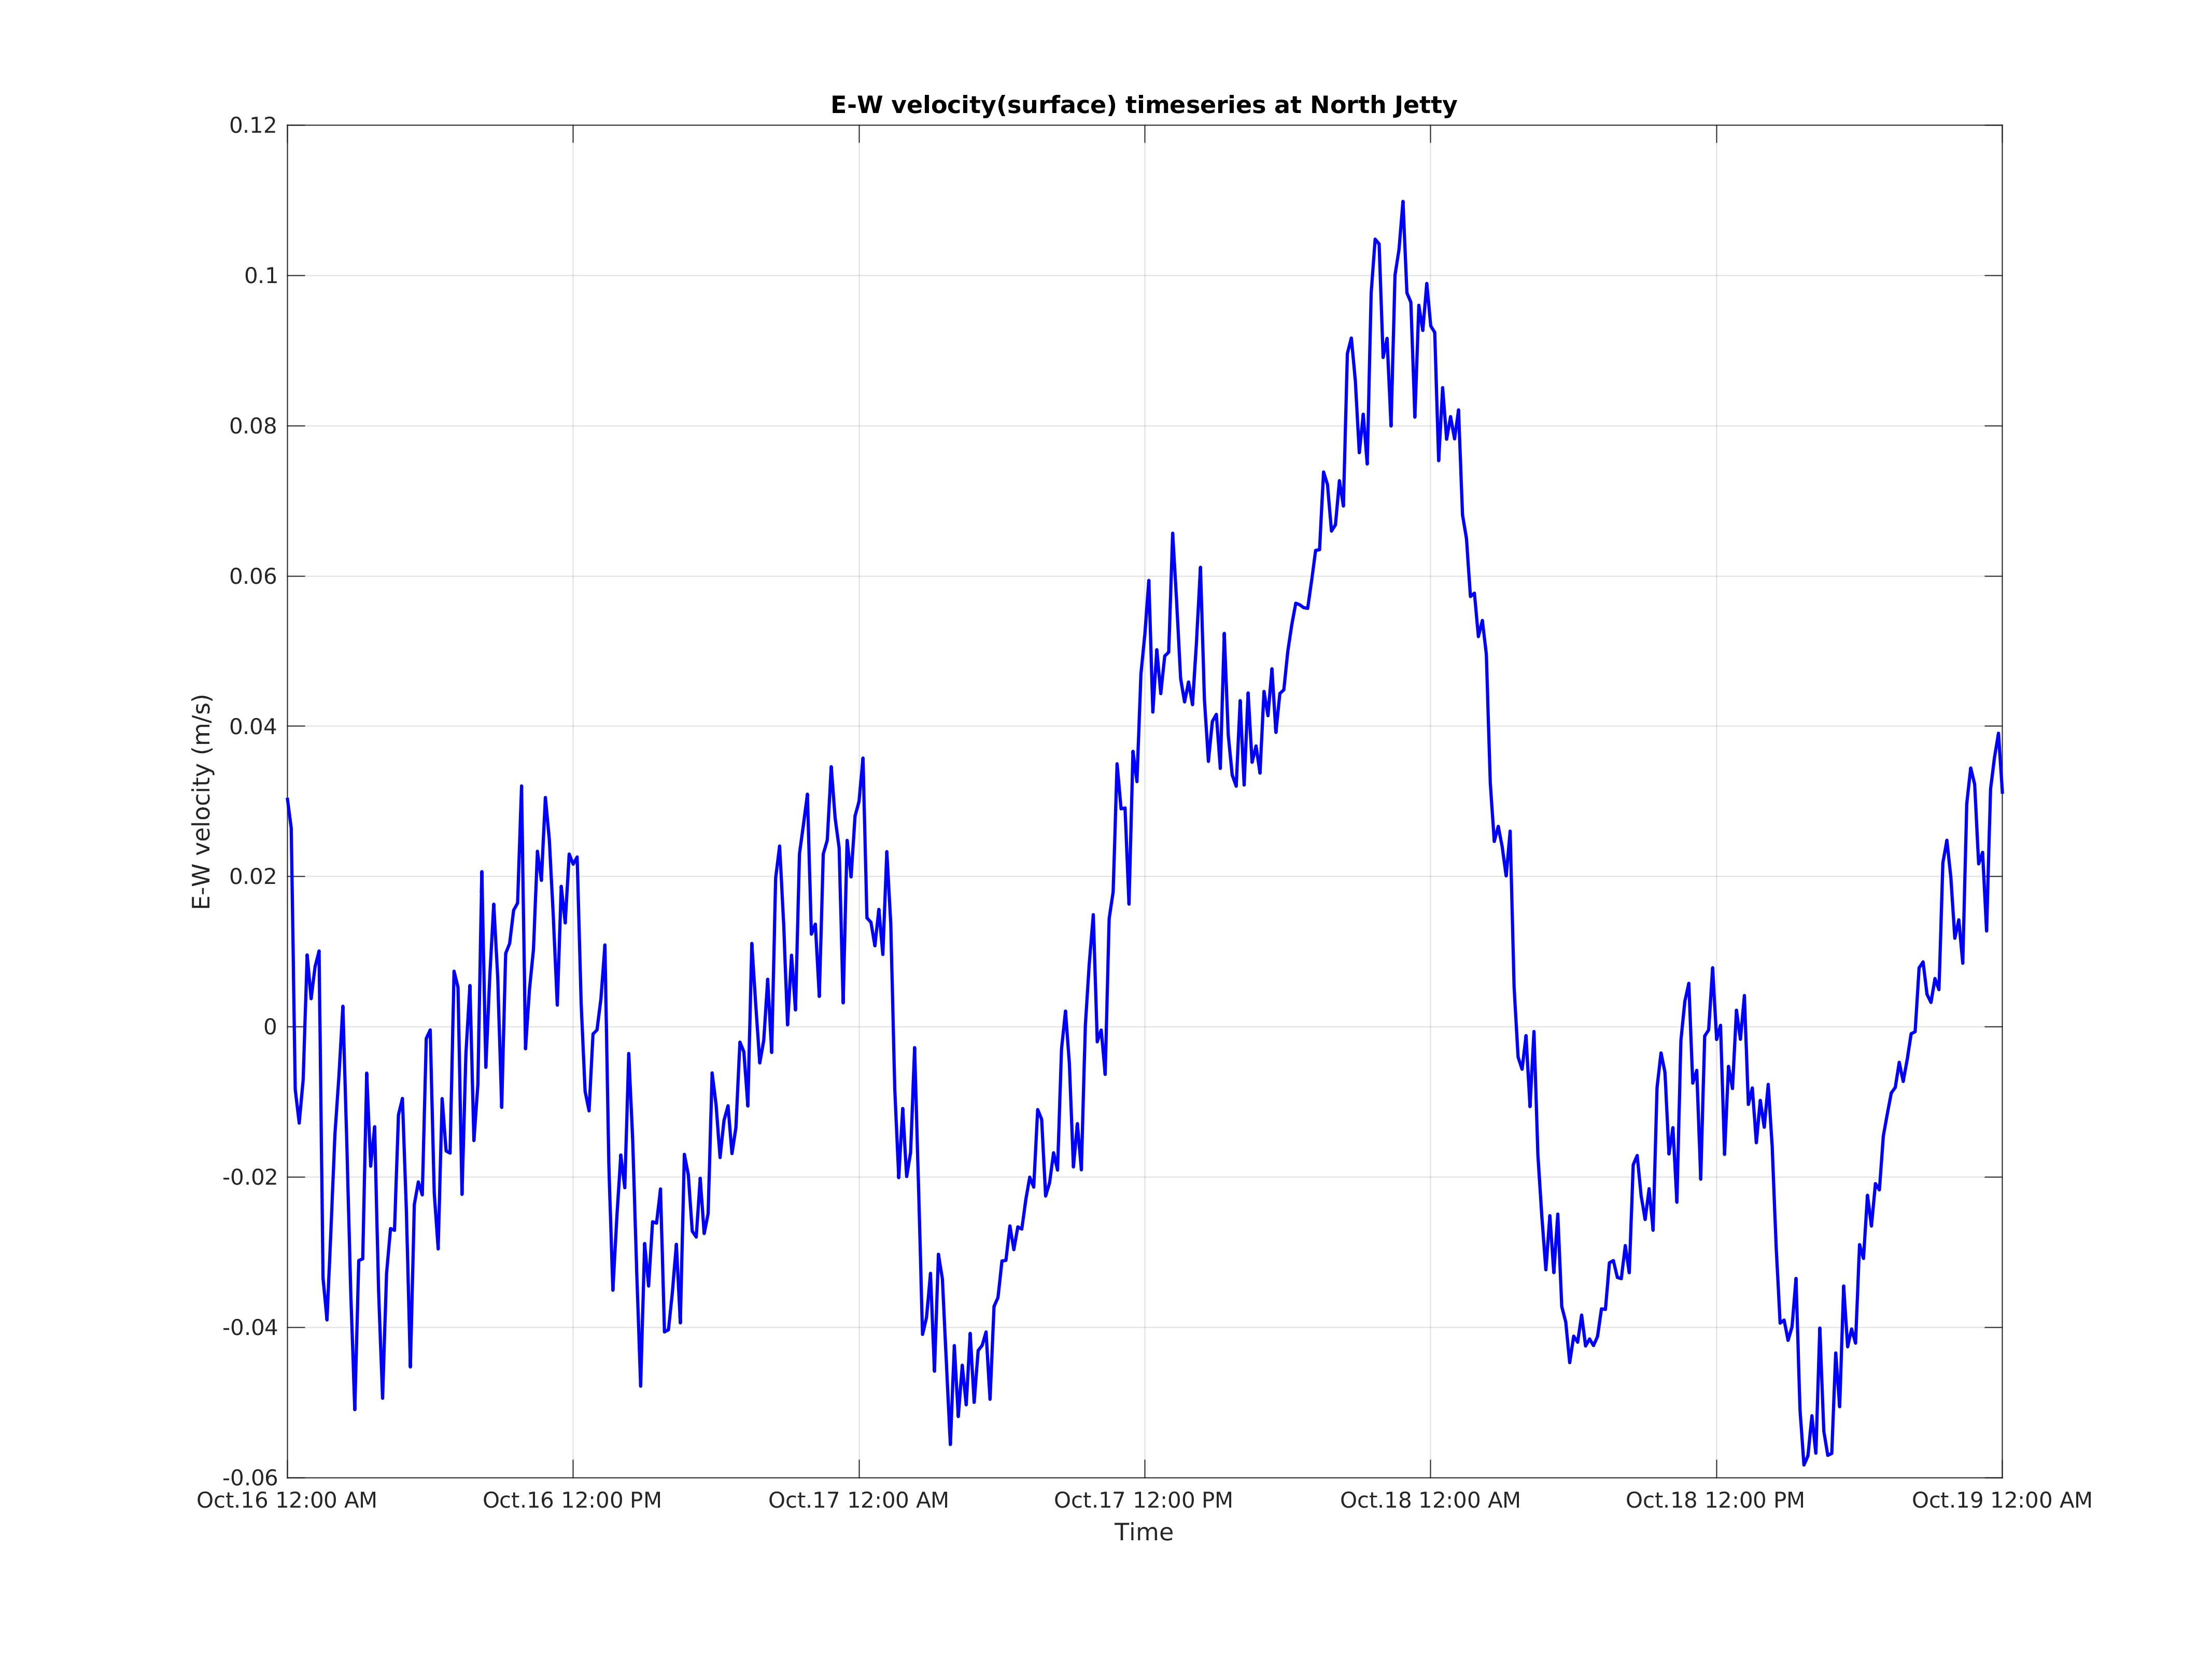 E-W velocity(surface) timeseries at North Jetty
0.12
0.1
0.08
0.06
0.04
0.02
0
-0.02
-0.04
-0.06
E-W velocity (m/s)
Oct.16 12:00 AM Oct.16 12:00 PM Oct.17 12:00 AM Oct.17 12:00 PM Oct.18 12:00 AM Oct.18 12:00 PM Oct.19 12:00 AM
Time